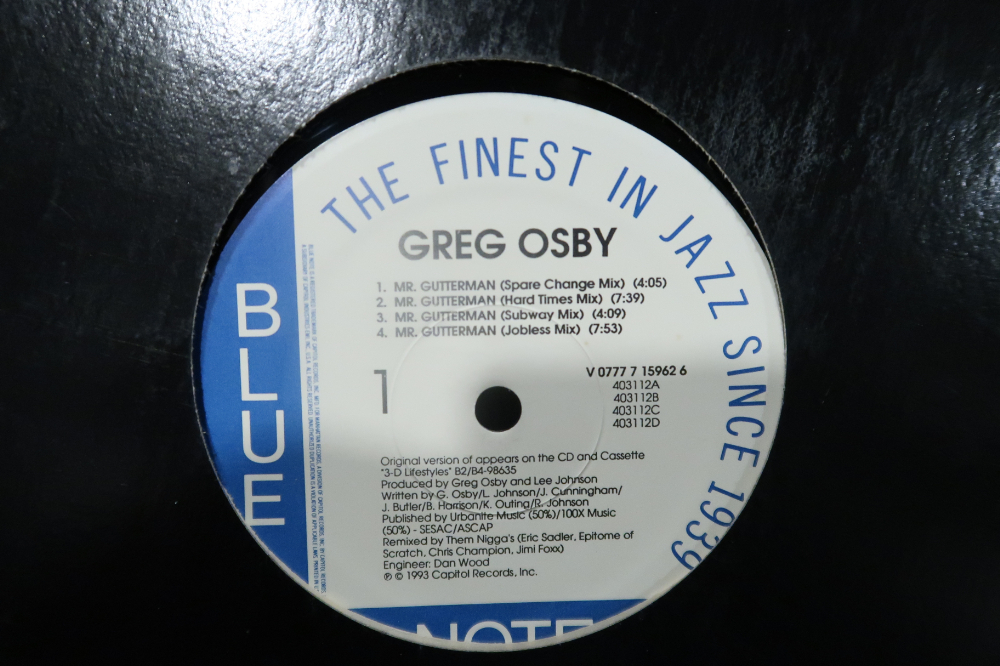 THE FINEST IN JAZZ SINCE 1939
GREG OSBY
1. MR. GUTTERMAN (Spare Change Mix) (4:05)
2. MR. GUTTERMAN (Hard Times Mix) (7:39)
3. MR. GUTTERMAN (Subway Mix) (4:09)
4. MR. GUTTERMAN (Jobless Mix) (7:53)
1
V 0777 7 15962 6
403112A
403112B
403112C
403112D
Original version of appears on the CD and Cassette
"3-D Lifestyles" B2/B4-98635
Produced by Greg Osby and Lee Johnson
Written by G. Osby/L. Johnson/J. Cunningham/
J. Butler/B. Harrison/K. Outing/R. Johnson
Published by Urbanite Music (50%)/100X Music
(50%) - SESAC/ASCAP
Remixed by Them Nigga's (Eric Sadler, Epitome of
Scratch, Chris Champion, Jimi Foxx)
Engineer: Dan Wood
℗ © 1993 Capitol Records, Inc.
BLUE
NOTE